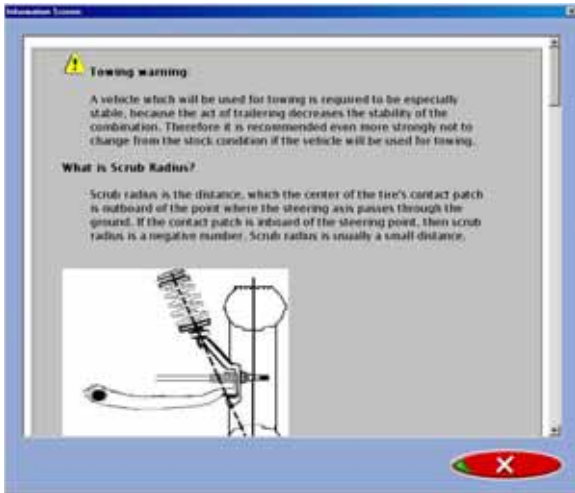 Information Screen
Towing warning:
A vehicle which will be used for towing is required to be especially
stable, because the act of tradering decreases the stability of the
combination. Therefore it is recommended even more strongly not to
change from the stock condition if the vehicle will be used for towing.
What is Scrub Radius?
Scrub radius is the distance, which the center of the tire's contact patch
is outboard of the point where the steering axis passes through the
ground. If the contact patch is inboard of the steering point, then scrub
radius is a negative number. Scrub radius is usually a small distance.